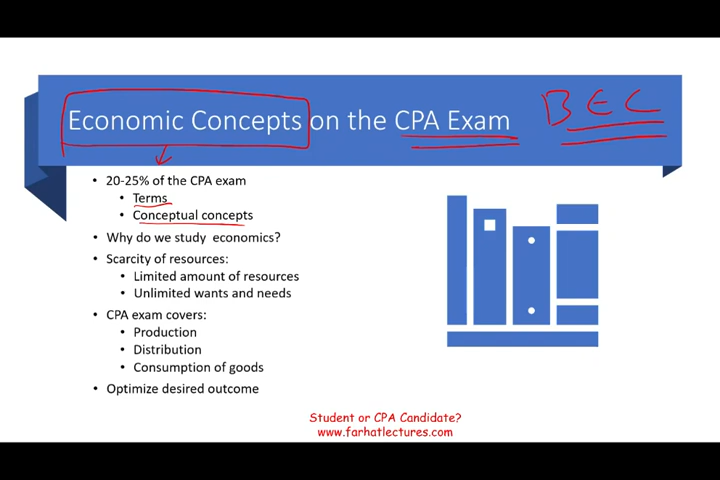 Economic Concepts on the CPA Exam
BEC
20-25% of the CPA exam
Terms
Conceptual concepts
Why do we study economics?
Scarcity of resources:
Limited amount of resources
Unlimited wants and needs
CPA exam covers:
Production
Distribution
Consumption of goods
Optimize desired outcome
Student or CPA Candidate?
www.farhatlectures.com